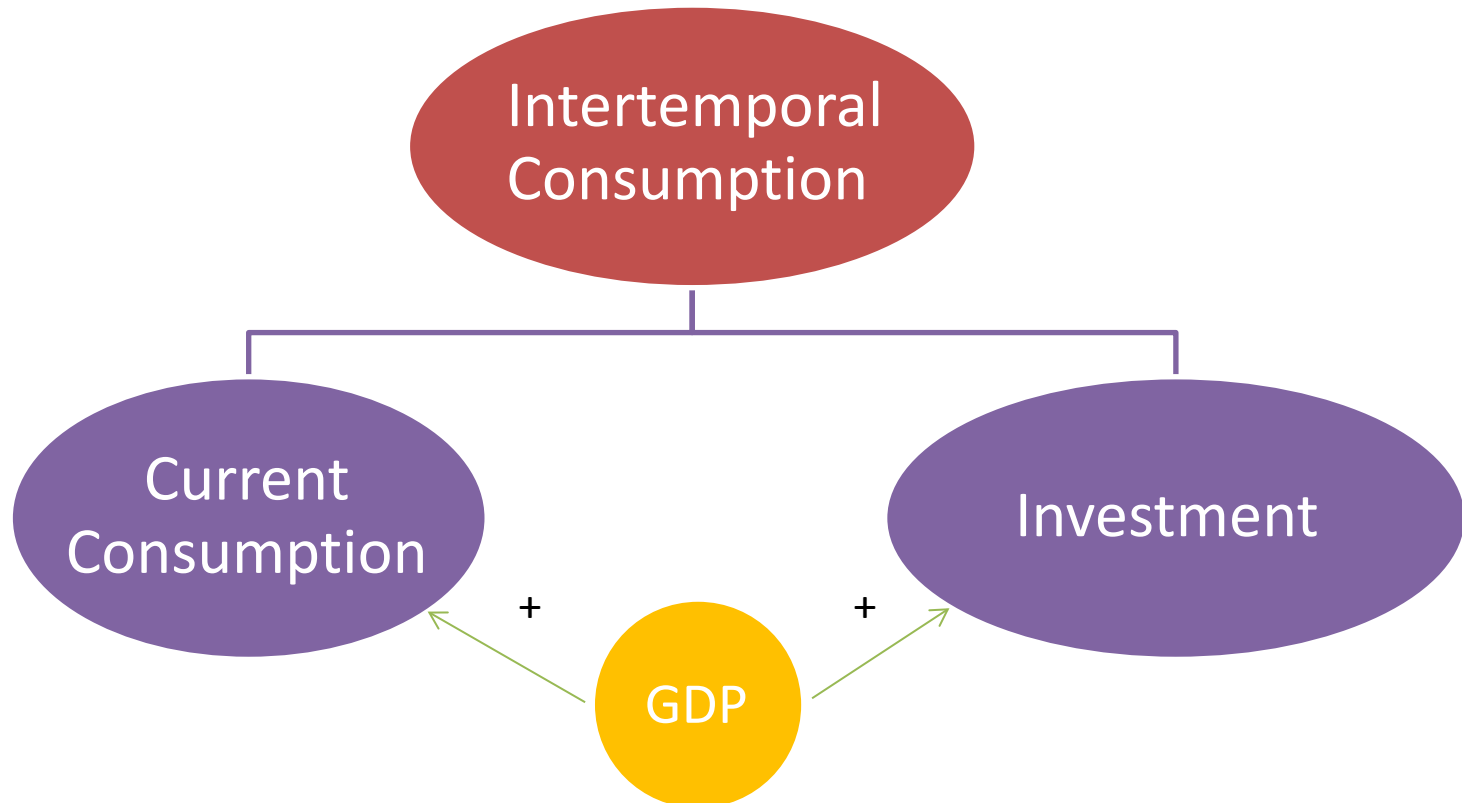 Intertemporal
Consumption
Current
Consumption
Investment
+
+
GDP